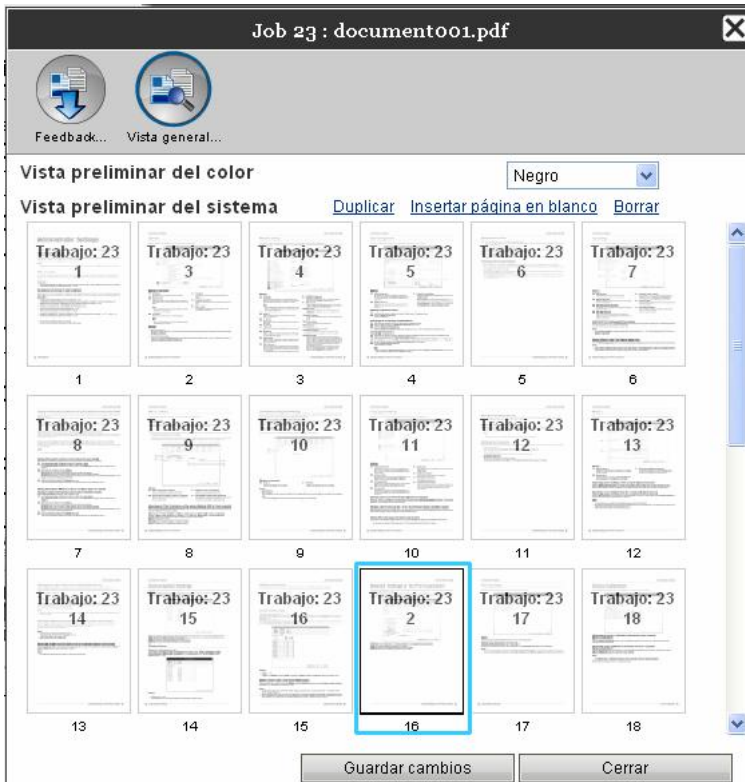 Job 23 : document001.pdf
Feedback... Vista general...
Vista preliminar del color Negro
Vista preliminar del sistema Duplicar Insertar página en blanco Borrar
Trabajo: 23 Trabajo: 23 Trabajo: 23 Trabajo: 23 Trabajo: 23 Trabajo: 23
1 3 4 5 6 7
1 2 3 4 5 6
Trabajo: 23 Trabajo: 23 Trabajo: 23 Trabajo: 23 Trabajo: 23 Trabajo: 23
8 9 10 11 12 13
7 8 9 10 11 12
Trabajo: 23 Trabajo: 23 Trabajo: 23 Trabajo: 23 Trabajo: 23 Trabajo: 23
14 15 16 2 17 18
13 14 15 16 17 18
Guardar cambios Cerrar